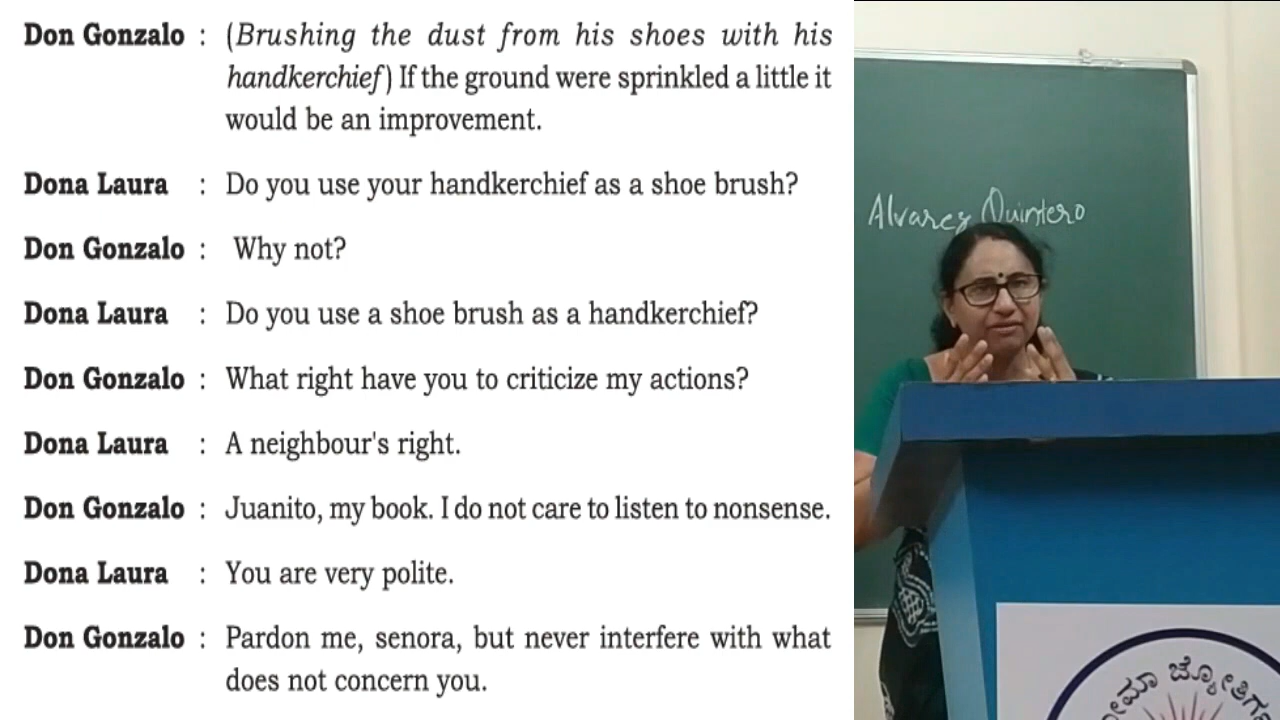 Don Gonzalo : (Brushing the dust from his shoes with his
handkerchief) If the ground were sprinkled a little it
would be an improvement.
Dona Laura : Do you use your handkerchief as a shoe brush?
Don Gonzalo : Why not?
Dona Laura : Do you use a shoe brush as a handkerchief?
Don Gonzalo : What right have you to criticize my actions?
Dona Laura : A neighbour's right.
Don Gonzalo : Juanito, my book. I do not care to listen to nonsense.
Dona Laura : You are very polite.
Don Gonzalo : Pardon me, senora, but never interfere with what
does not concern you.
Alvarez Quintero